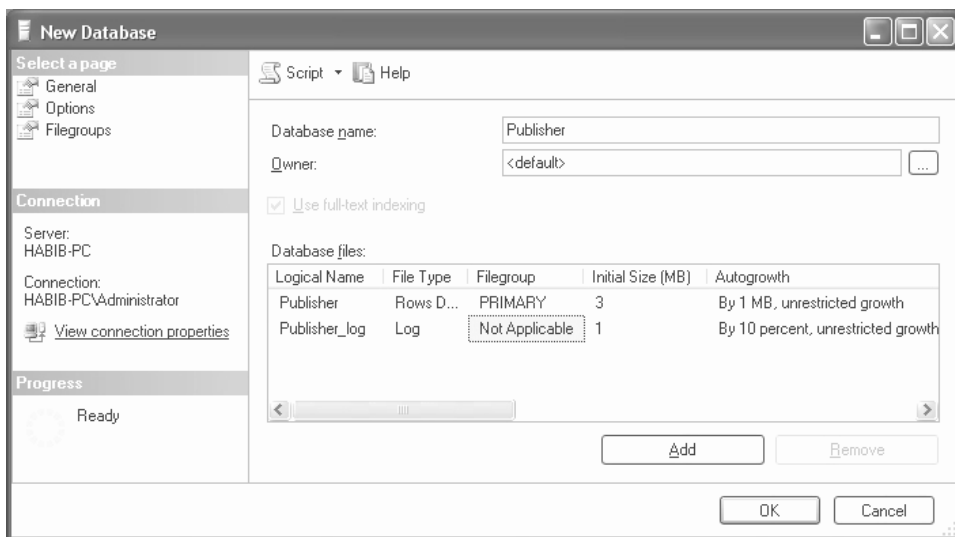 New Database
Select a page
General
Options
Filegroups
Script Help
Database name: Publisher
Owner: <default> ...
Use full-text indexing
Connection
Server:
HABIB-PC
Connection:
HABIB-PC\Administrator
View connection properties
Progress
Ready
Database files:
Logical Name File Type Filegroup Initial Size (MB) Autogrowth
Publisher Rows D... PRIMARY 3 By 1 MB, unrestricted growth
Publisher_log Log Not Applicable 1 By 10 percent, unrestricted growth
Add Remove
OK Cancel